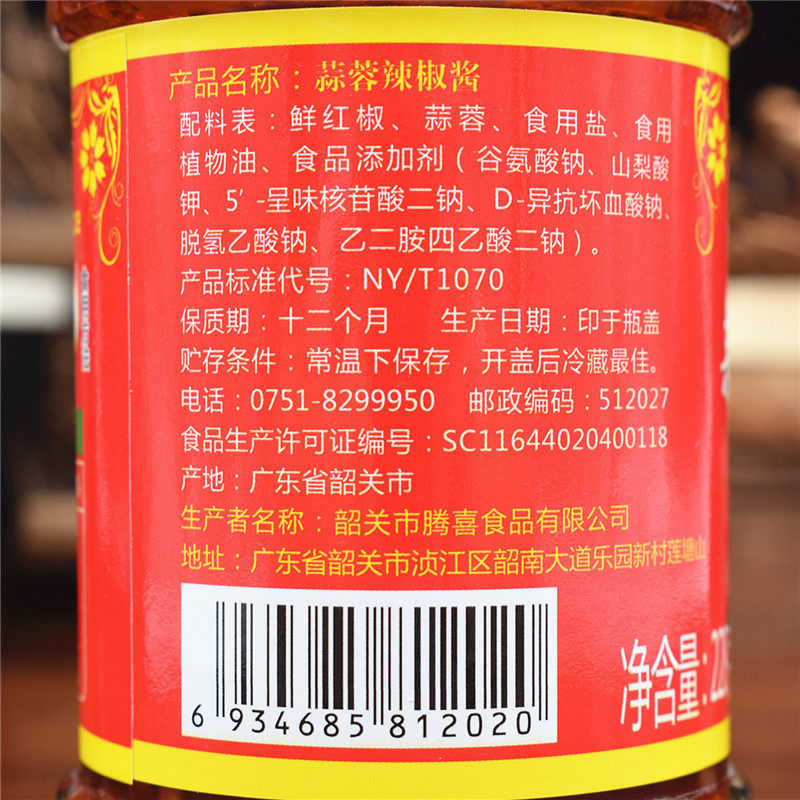 产品名称：蒜蓉辣椒酱
配料表：鲜红椒、蒜蓉、食用盐、食用
植物油、食品添加剂（谷氨酸钠、山梨酸
钾、5′-呈味核苷酸二钠、D-异抗坏血酸钠、
脱氢乙酸钠、乙二胺四乙酸二钠）。
产品标准代号：NY/T1070
保质期：十二个月 生产日期：印于瓶盖
贮存条件：常温下保存，开盖后冷藏最佳。
电话：0751-8299950 邮政编码：512027
食品生产许可证编号：SC11644020400118
产地：广东省韶关市
生产者名称：韶关市腾喜食品有限公司
地址：广东省韶关市浈江区韶南大道乐园新村莲塘山
6 934685 812020
净含量：22